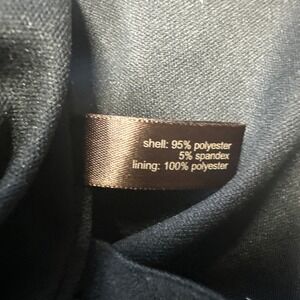 shell: 95% polyester
5% spandex
lining: 100% polyester